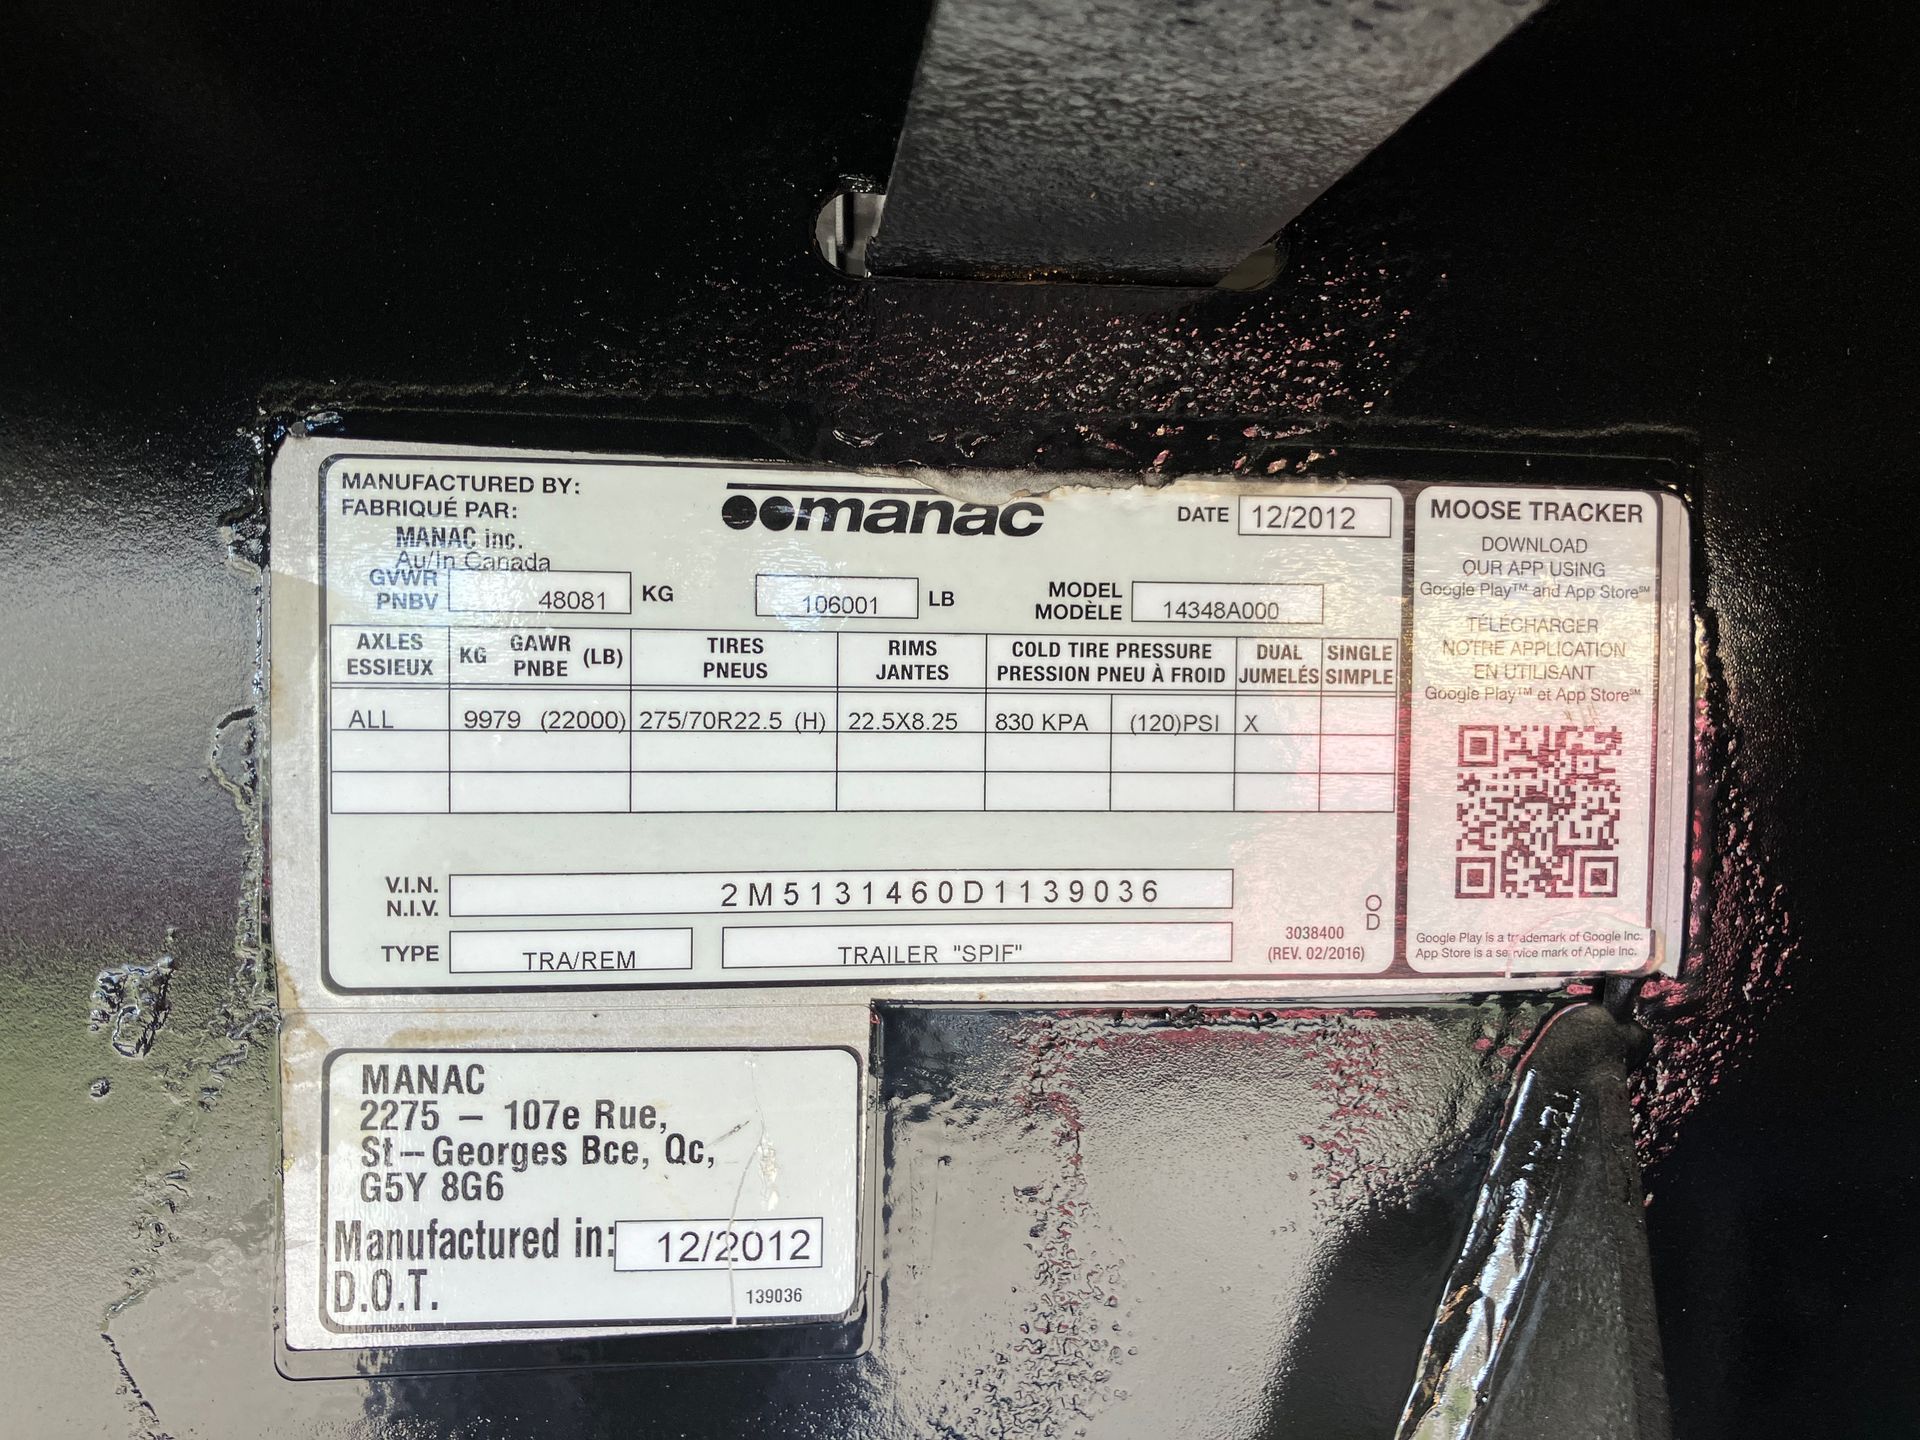 MANUFACTURED BY:
FABRIQUÉ PAR:
MANAC inc.
Au/In Canada
manac
DATE 12/2012
GVWR
PNBV
48081 KG
106001 LB
MODEL
MODÈLE
14348A000
AXLES
ESSIEUX
KG GAWR (LB)
PNBE
TIRES
PNEUS
RIMS
JANTES
COLD TIRE PRESSURE
PRESSION PNEU À FROID
DUAL
JUMELÉS
SINGLE
SIMPLE
ALL 9979 (22000) 275/70R22.5 (H) 22.5X8.25 830 KPA (120)PSI X
V.I.N.
N.I.V.
2M5131460D1139036
TYPE TRA/REM TRAILER "SPIF"
3038400
(REV. 02/2016)
OD
MOOSE TRACKER
DOWNLOAD
OUR APP USING
Google Play™ and App Store℠
TÉLÉCHARGER
NOTRE APPLICATION
EN UTILISANT
Google Play™ et App Store℠
Google Play is a trademark of Google Inc.
App Store is a service mark of Apple Inc.
MANAC
2275 – 107e Rue,
St–Georges Bce, Qc,
G5Y 8G6
Manufactured in: 12/2012
D.O.T.
139036